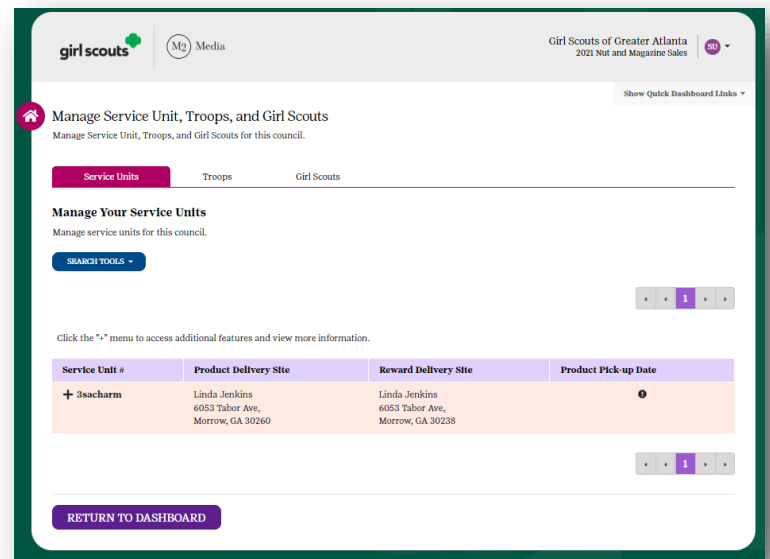 girl scouts
M2 Media
Girl Scouts of Greater Atlanta
2021 Nut and Magazine Sales
SU
Show Quick Dashboard Links
Manage Service Unit, Troops, and Girl Scouts
Manage Service Unit, Troops, and Girl Scouts for this council.
Service Units Troops Girl Scouts
Manage Your Service Units
Manage service units for this council.
SEARCH TOOLS
1
Click the "+" menu to access additional features and view more information.
Service Unit # Product Delivery Site Reward Delivery Site Product Pick-up Date
3sacharm Linda Jenkins Linda Jenkins
6053 Tabor Ave, 6053 Tabor Ave,
Morrow, GA 30260 Morrow, GA 30238
1
RETURN TO DASHBOARD